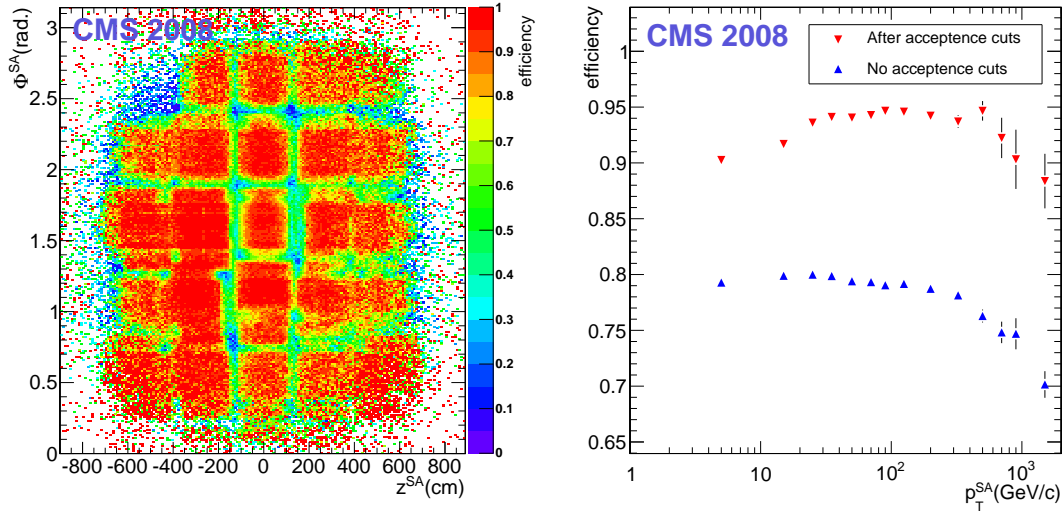 CMS 2008
Φ^SA(rad.)
3
2.5
2
1.5
1
0.5
0
-800 -600 -400 -200 0 200 400 600 800
z^SA(cm)
1
0.9
0.8
0.7
0.6
0.5
0.4
0.3
0.2
0.1
0
efficiency
CMS 2008
After acceptence cuts
No acceptence cuts
efficiency
1
0.95
0.9
0.85
0.8
0.75
0.7
0.65
1 10 10^2 10^3
p_T^SA(GeV/c)